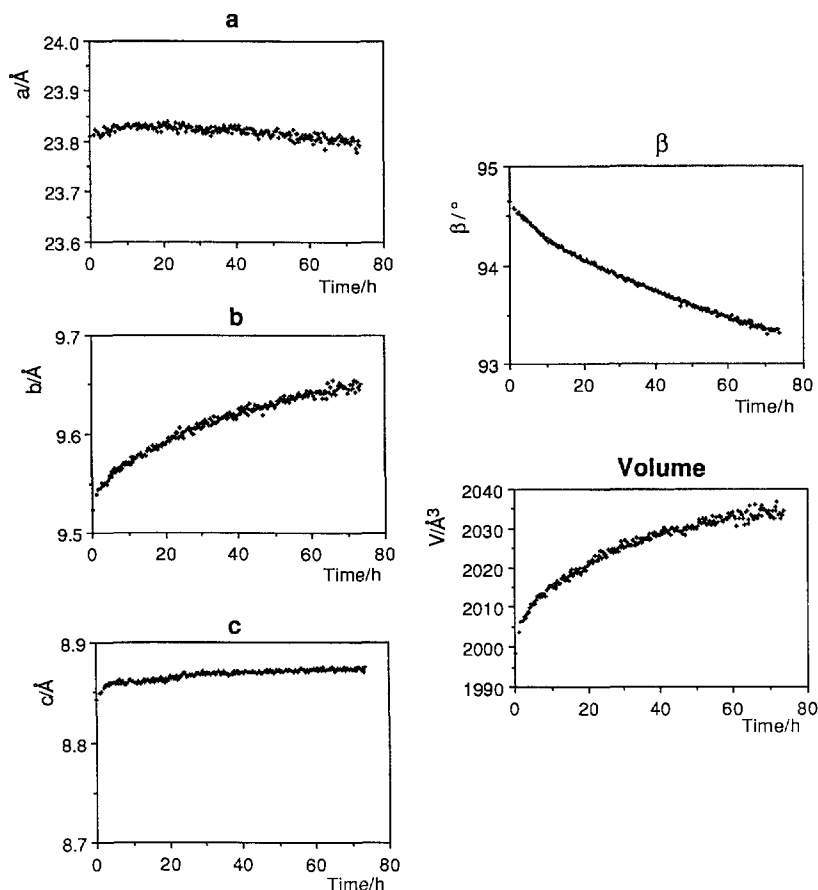 a
24.0
23.9
23.8
23.7
23.6
a/Å
0 20 40 60 80
Time/h
b
9.7
9.6
9.5
b/Å
0 20 40 60 80
Time/h
c
8.9
8.8
8.7
c/Å
0 20 40 60 80
Time/h
β
95
94
93
β/°
0 20 40 60 80
Time/h
Volume
2040
2030
2020
2010
2000
1990
V/Å³
0 20 40 60 80
Time/h